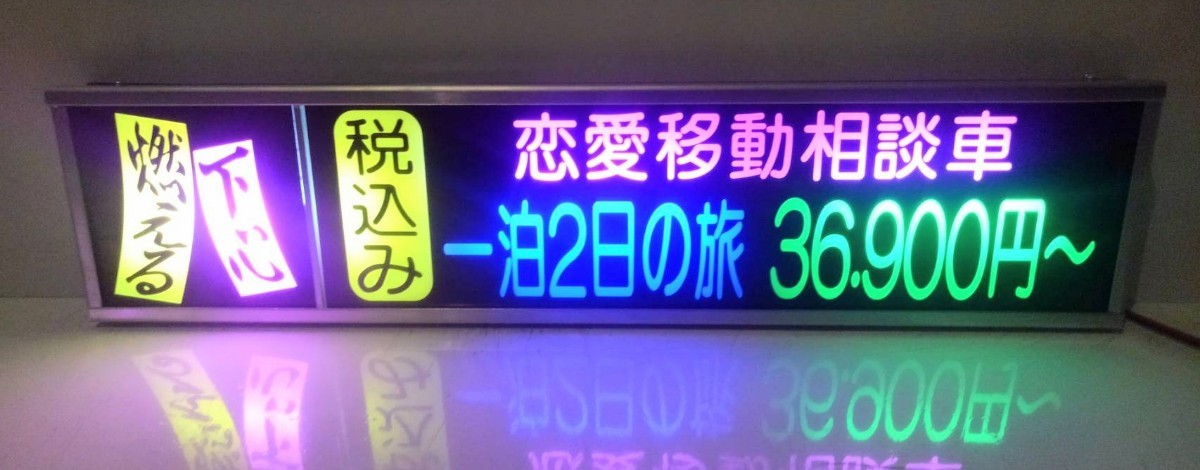 燃える
下心
税込み
恋愛移動相談車
一泊2日の旅 36.900円~